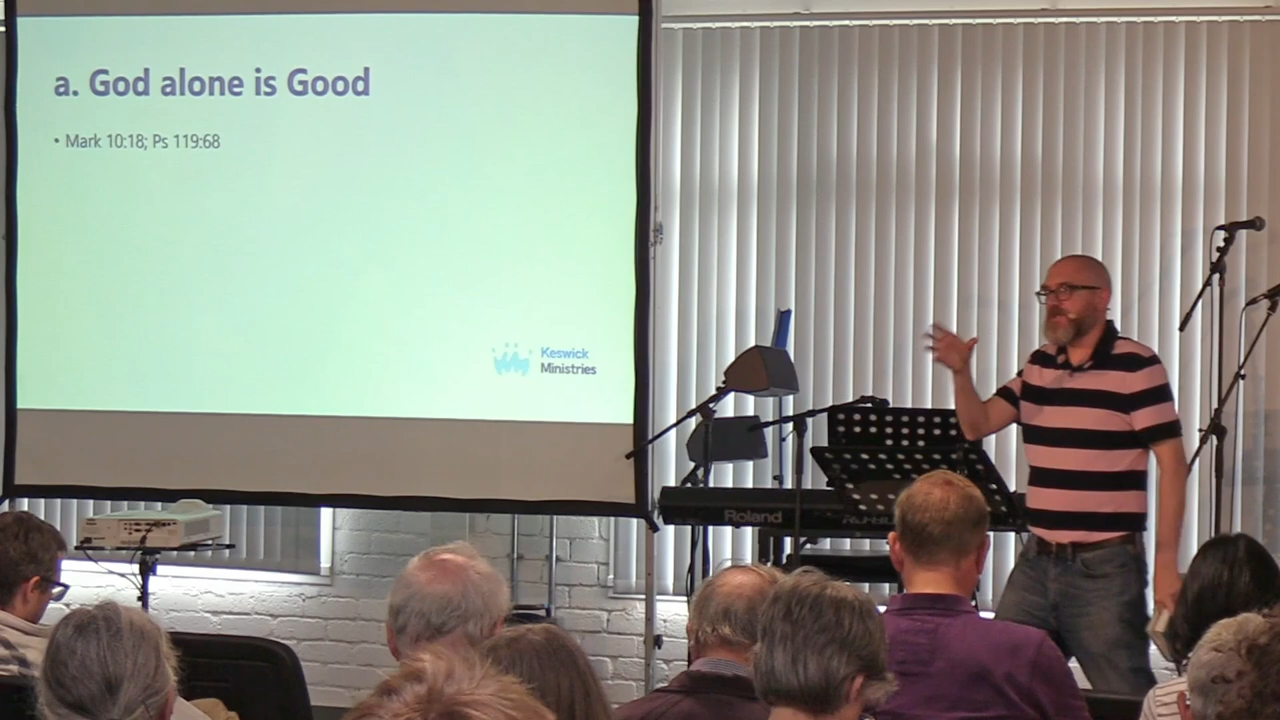 a. God alone is Good
• Mark 10:18; Ps 119:68
Keswick
Ministries
Roland